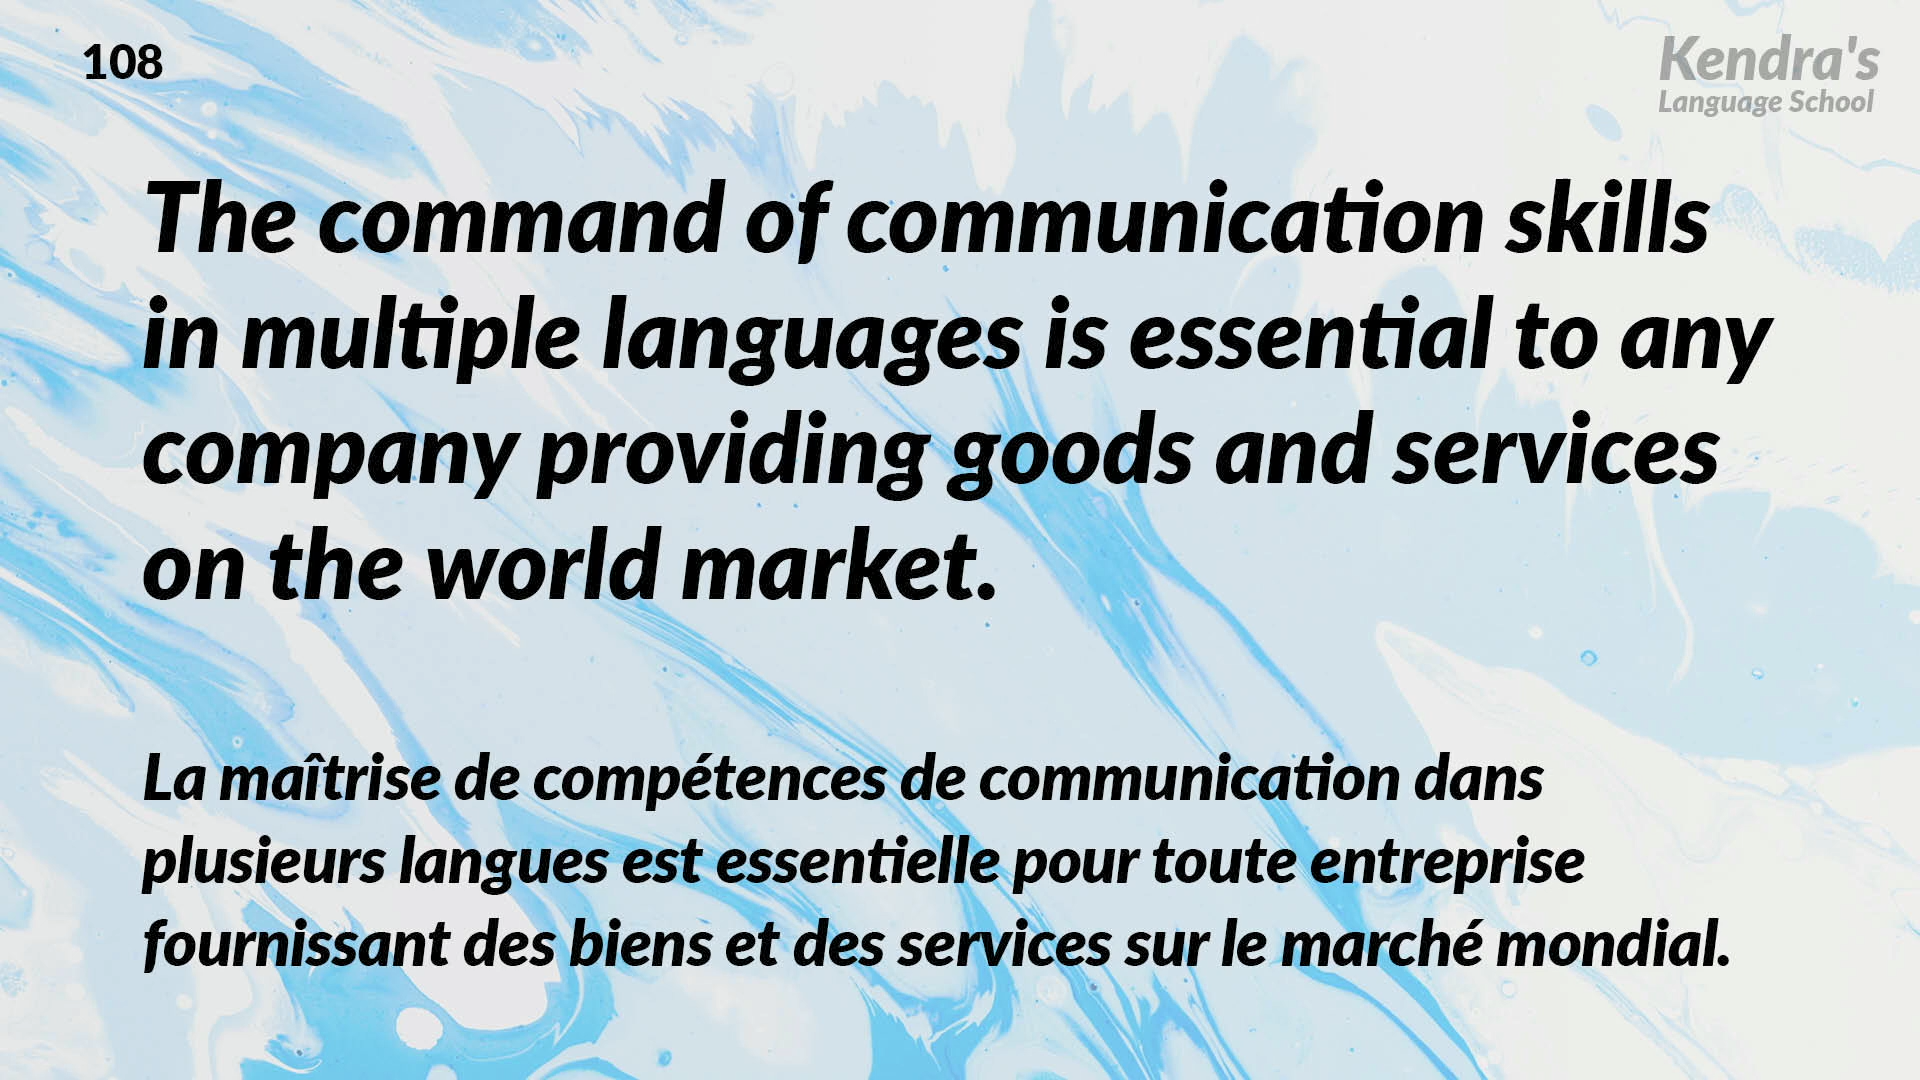 108
Kendra's
Language School
The command of communication skills
in multiple languages is essential to any
company providing goods and services
on the world market.
La maîtrise de compétences de communication dans
plusieurs langues est essentielle pour toute entreprise
fournissant des biens et des services sur le marché mondial.